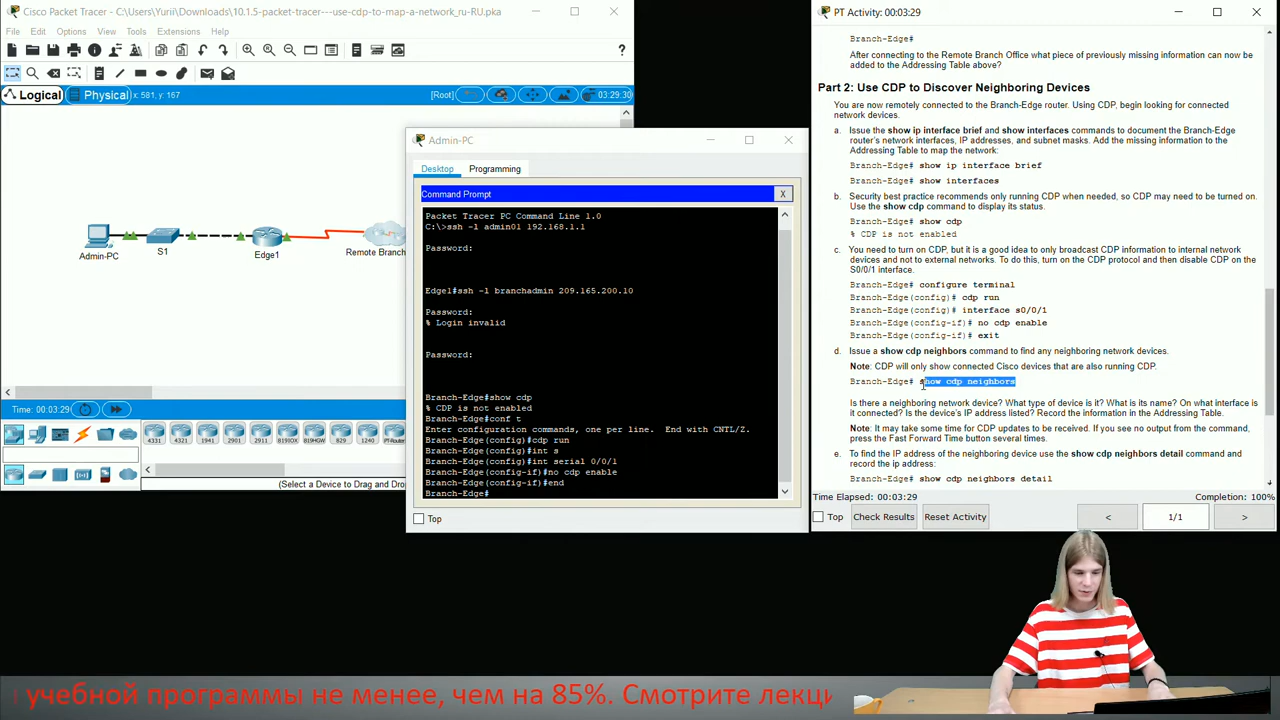 Cisco Packet Tracer - C:\Users\Yurii\Downloads\10.1.5-packet-tracer---use-cdp-to-map-a-network_ru-RU.pka
File Edit Options View Tools Extensions Help
Logical Physical x: 581, y: 167 [Root] 03:29:30
Admin-PC
S1
Edge1
Remote Branch
Time: 00:03:29
4331 4321 1941 2901 2911 819IOX 819HGW 829 1240 PT-Router
(Select a Device to Drag and Drop
Admin-PC
Desktop Programming
Command Prompt X
Packet Tracer PC Command Line 1.0
C:\>ssh -l admin01 192.168.1.1
Password:
Edge1#ssh -l branchadmin 209.165.200.10
Password:
% Login invalid
Password:
Branch-Edge#show cdp
% CDP is not enabled
Branch-Edge#conf t
Enter configuration commands, one per line.  End with CNTL/Z.
Branch-Edge(config)#cdp run
Branch-Edge(config)#int s
Branch-Edge(config)#int serial 0/0/1
Branch-Edge(config-if)#no cdp enable
Branch-Edge(config-if)#end
Branch-Edge#
Top
PT Activity: 00:03:29
Branch-Edge#
After connecting to the Remote Branch Office what piece of previously missing information can now be
added to the Addressing Table above?
Part 2: Use CDP to Discover Neighboring Devices
You are now remotely connected to the Branch-Edge router. Using CDP, begin looking for connected
network devices.
a. Issue the show ip interface brief and show interfaces commands to document the Branch-Edge
router's network interfaces, IP addresses, and subnet masks. Add the missing information to the
Addressing Table to map the network:
Branch-Edge# show ip interface brief
Branch-Edge# show interfaces
b. Security best practice recommends only running CDP when needed, so CDP may need to be turned on.
Use the show cdp command to display its status.
Branch-Edge# show cdp
% CDP is not enabled
c. You need to turn on CDP, but it is a good idea to only broadcast CDP information to internal network
devices and not to external networks. To do this, turn on the CDP protocol and then disable CDP on the
S0/0/1 interface.
Branch-Edge# configure terminal
Branch-Edge(config)# cdp run
Branch-Edge(config)# interface s0/0/1
Branch-Edge(config-if)# no cdp enable
Branch-Edge(config-if)# exit
d. Issue a show cdp neighbors command to find any neighboring network devices.
Note: CDP will only show connected Cisco devices that are also running CDP.
Branch-Edge# show cdp neighbors
Is there a neighboring network device? What type of device is it? What is its name? On what interface is
it connected? Is the device's IP address listed? Record the information in the Addressing Table.
Note: It may take some time for CDP updates to be received. If you see no output from the command,
press the Fast Forward Time button several times.
e. To find the IP address of the neighboring device use the show cdp neighbors detail command and
record the ip address:
Branch-Edge# show cdp neighbors detail
Time Elapsed: 00:03:29 Completion: 100%
Top Check Results Reset Activity < 1/1 >
учебной программы не менее, чем на 85%. Смотрите лекци